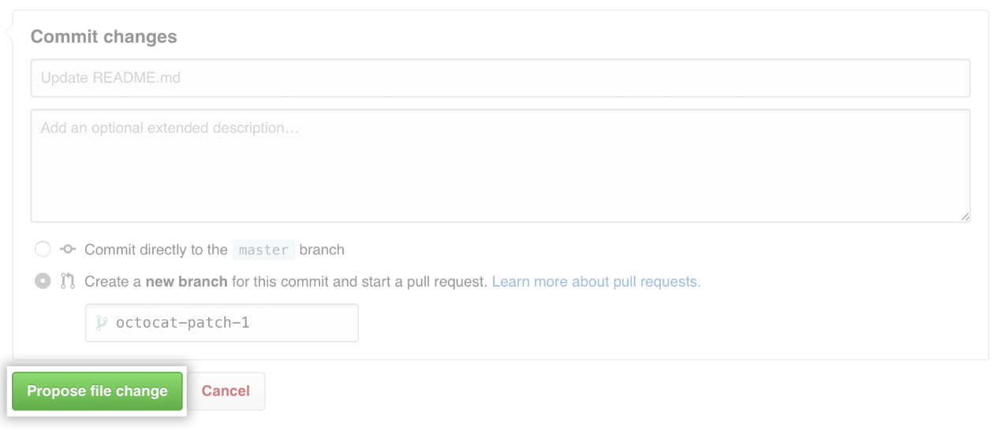 Commit changes
Update README.md
Add an optional extended description…
Commit directly to the master branch
Create a new branch for this commit and start a pull request. Learn more about pull requests.
octocat-patch-1
Propose file change Cancel